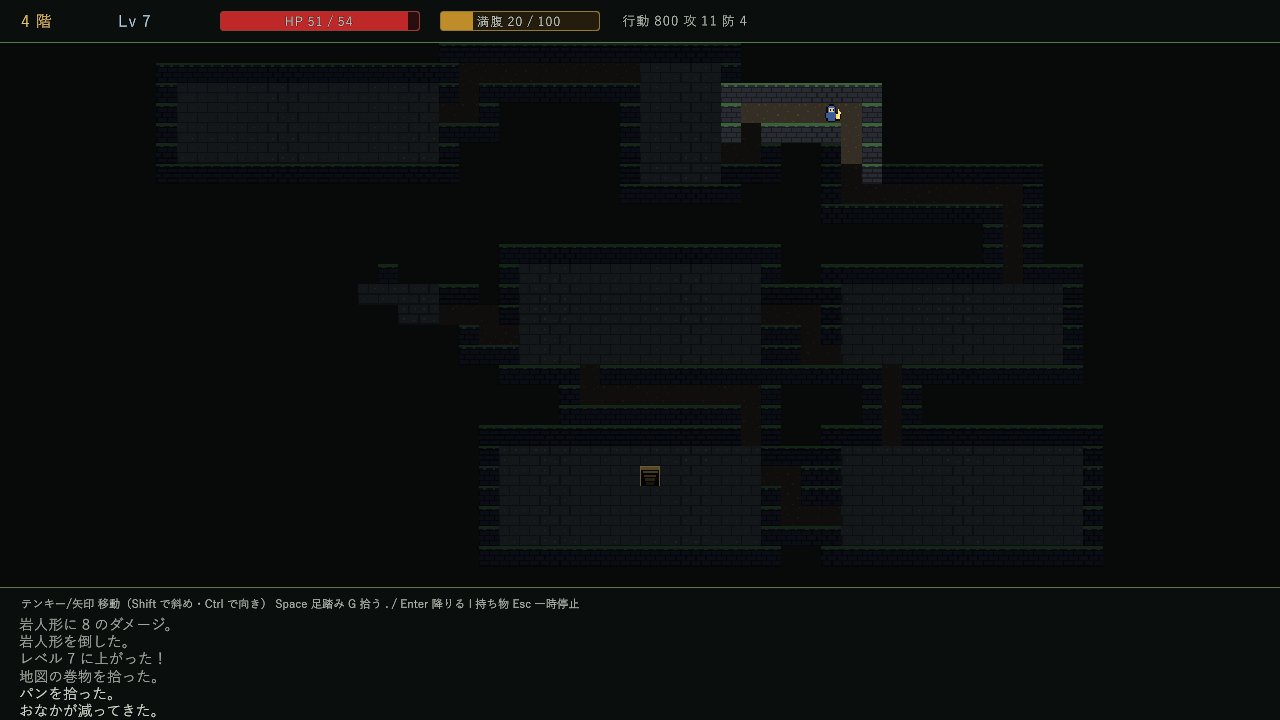 4 階 Lv 7 HP 51 / 54 満腹 20 / 100 行動 800 攻 11 防 4
テンキー/矢印 移動（Shift で斜め・Ctrl で向き） Space 足踏み G 拾う . / Enter 降りる I 持ち物 Esc 一時停止
岩人形に 8 のダメージ。
岩人形を倒した。
レベル 7 に上がった！
地図の巻物を拾った。
パンを拾った。
おなかが減ってきた。